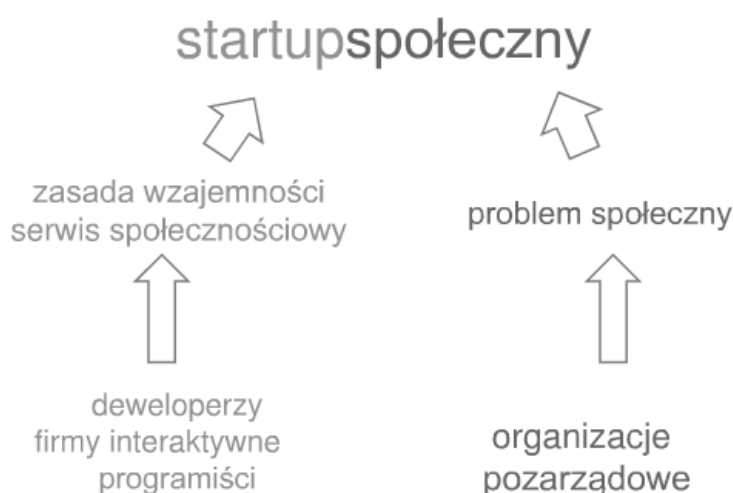 startupspołeczny
zasada wzajemności
serwis społecznościowy
problem społeczny
deweloperzy
firmy interaktywne
programiści
organizacje
pozarządowe